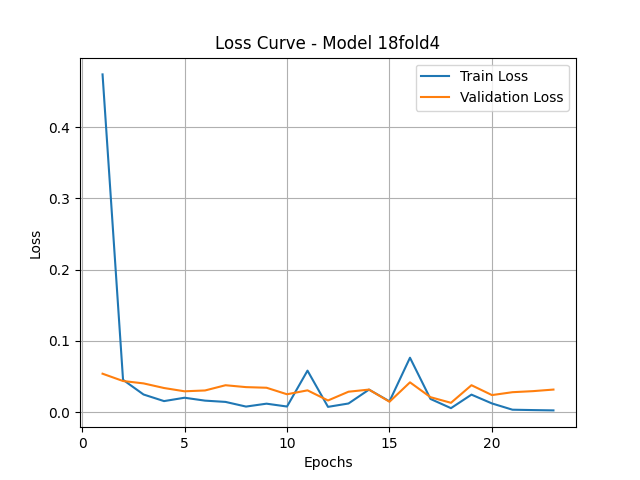 Loss Curve - Model 18fold4
Train Loss
Validation Loss
Loss
0.4
0.3
0.2
0.1
0.0
0 5 10 15 20
Epochs